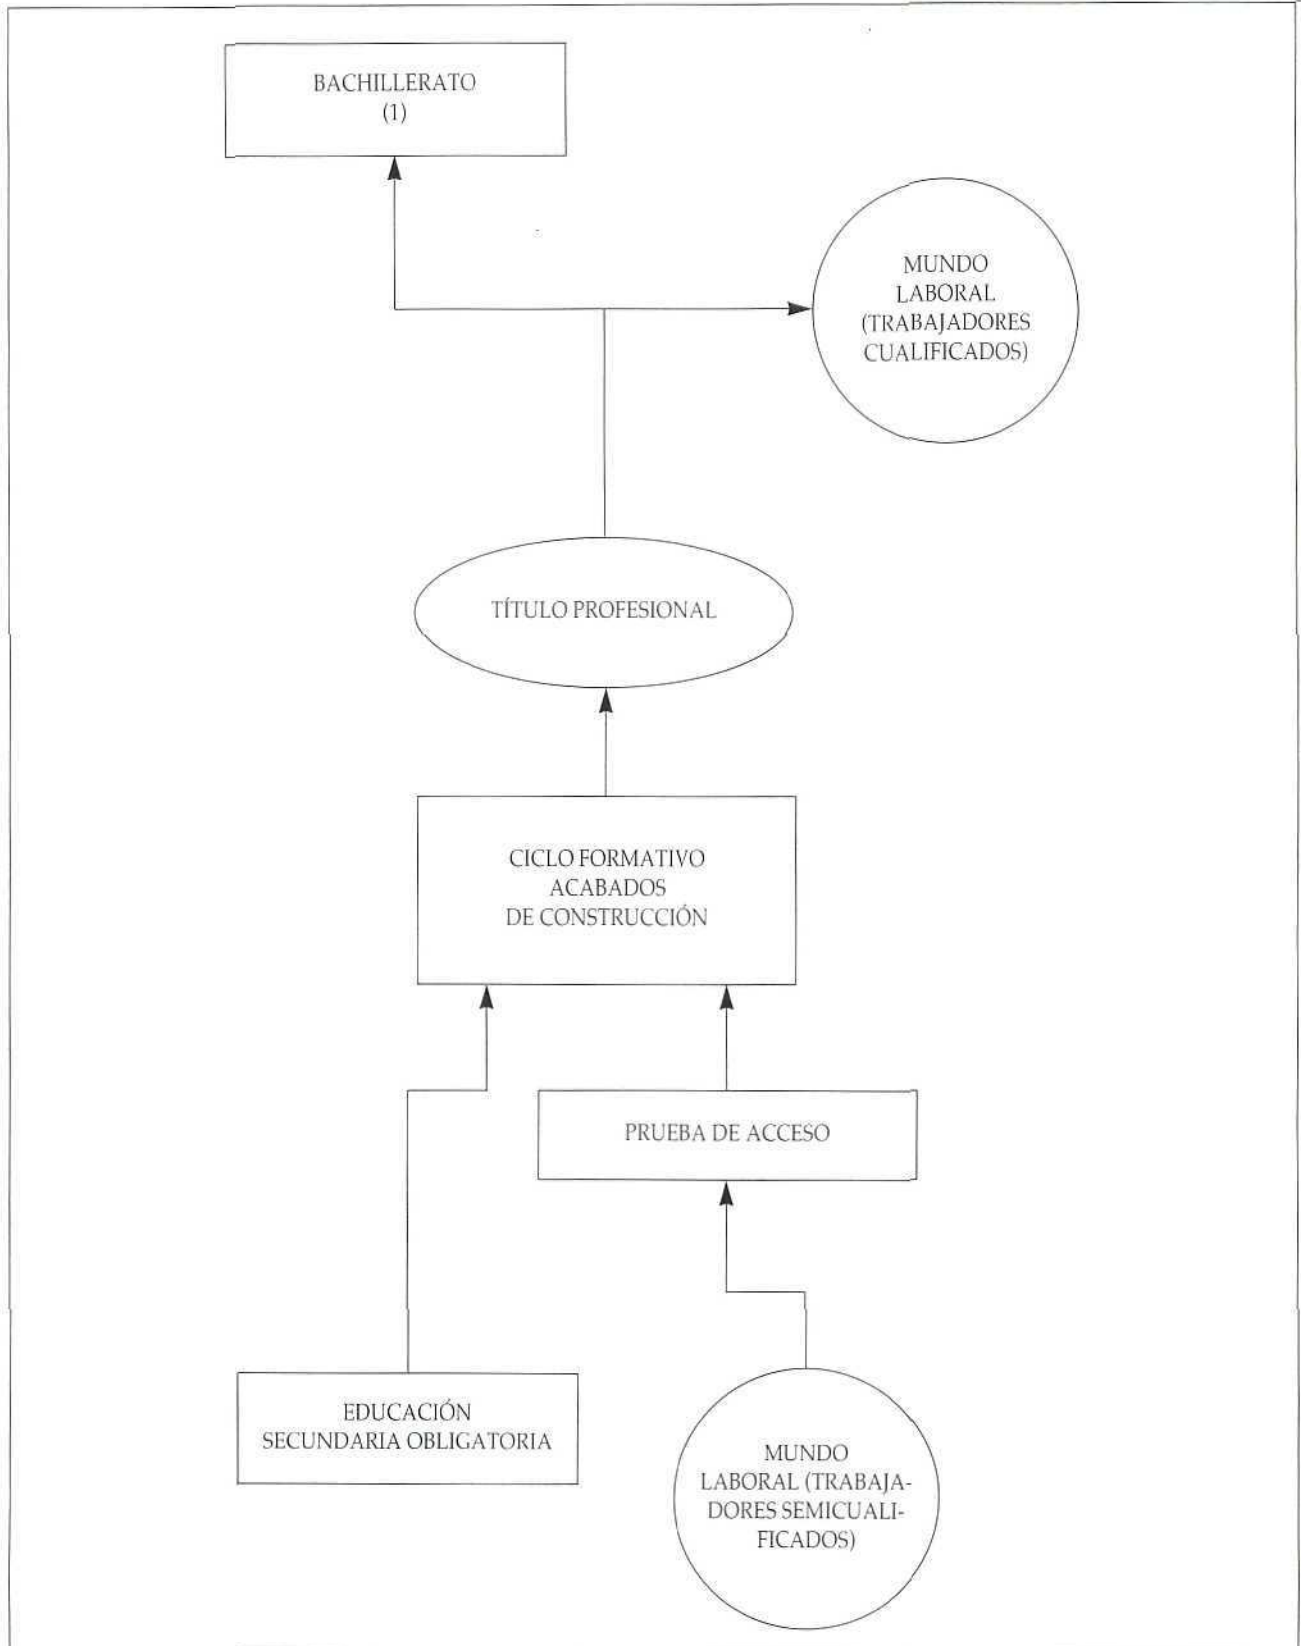 BACHILLERATO
(1)
MUNDO
LABORAL
(TRABAJADORES
CUALIFICADOS)
TÍTULO PROFESIONAL
CICLO FORMATIVO
ACABADOS
DE CONSTRUCCIÓN
PRUEBA DE ACCESO
EDUCACIÓN
SECUNDARIA OBLIGATORIA
MUNDO
LABORAL (TRABAJA-
DORES SEMICUALI-
FICADOS)